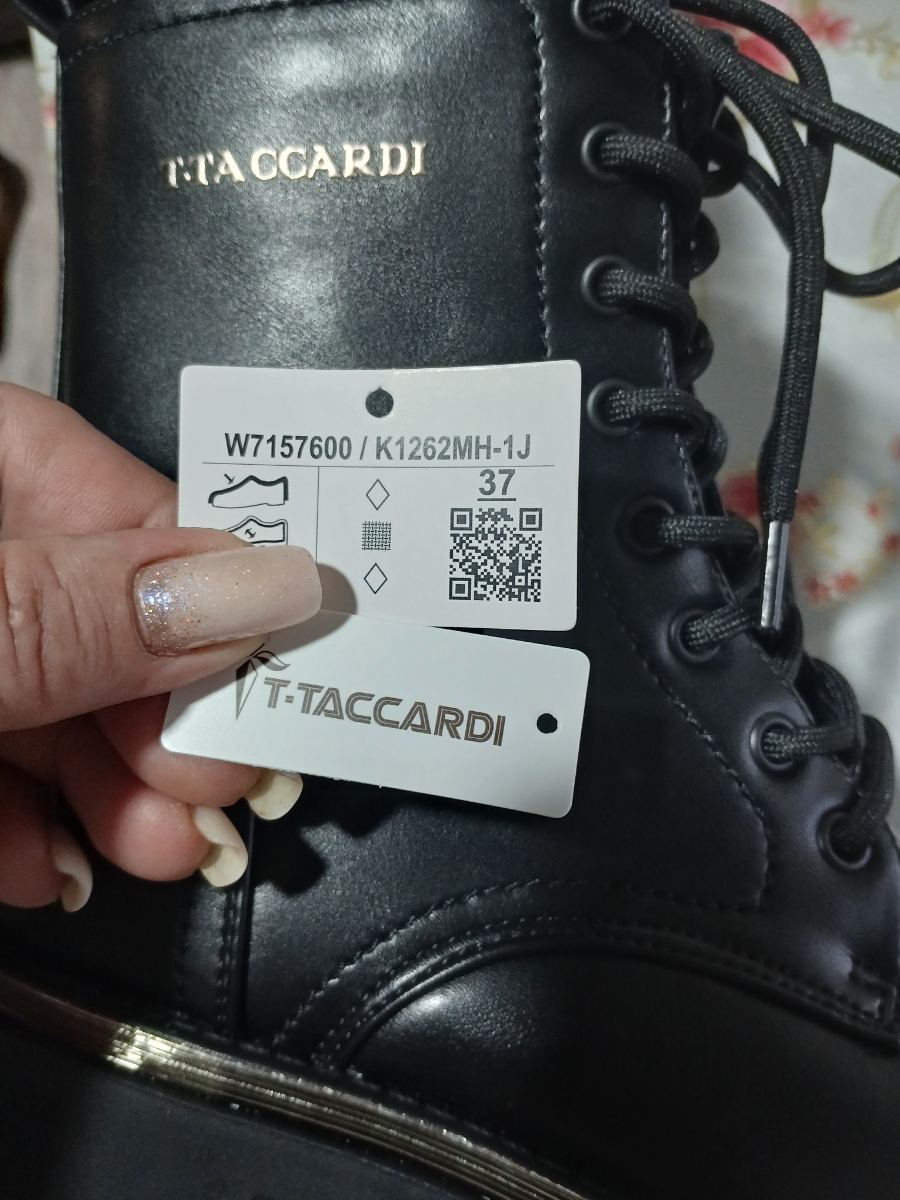 T·TACCARDI
W7157600 / K1262MH-1J
37
T-TACCARDI